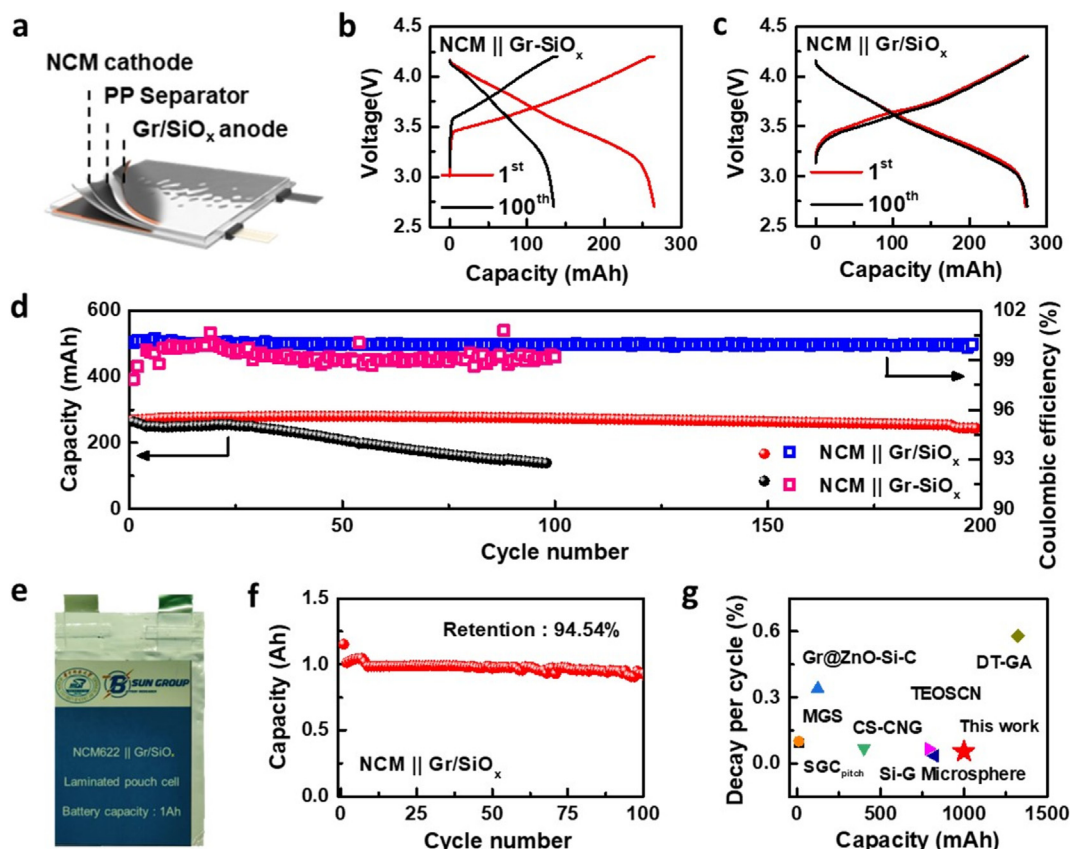 a
NCM cathode
PP Separator
Gr/SiOx anode
b
NCM || Gr-SiOx
Voltage(V)
4.5
4.0
3.5
3.0
2.5
1st
100th
0 100 200 300
Capacity (mAh)
c
NCM || Gr/SiOx
Voltage(V)
4.5
4.0
3.5
3.0
2.5
1st
100th
0 100 200 300
Capacity (mAh)
d
Capacity (mAh)
600
400
200
0
102
99
96
93
90
Coulombic efficiency (%)
NCM || Gr/SiOx
NCM || Gr-SiOx
0 50 100 150 200
Cycle number
e
SUN GROUP
NCM622 || Gr/SiOx
Laminated pouch cell
Battery capacity : 1Ah
f
Capacity (Ah)
1.5
1.0
0.5
0.0
Retention : 94.54%
NCM || Gr/SiOx
0 25 50 75 100
Cycle number
g
Decay per cycle (%)
0.6
0.3
0.0
Gr@ZnO-Si-C
DT-GA
TEOSCN
MGS
CS-CNG
This work
SGCpitch
Si-G Microsphere
0 500 1000 1500
Capacity (mAh)